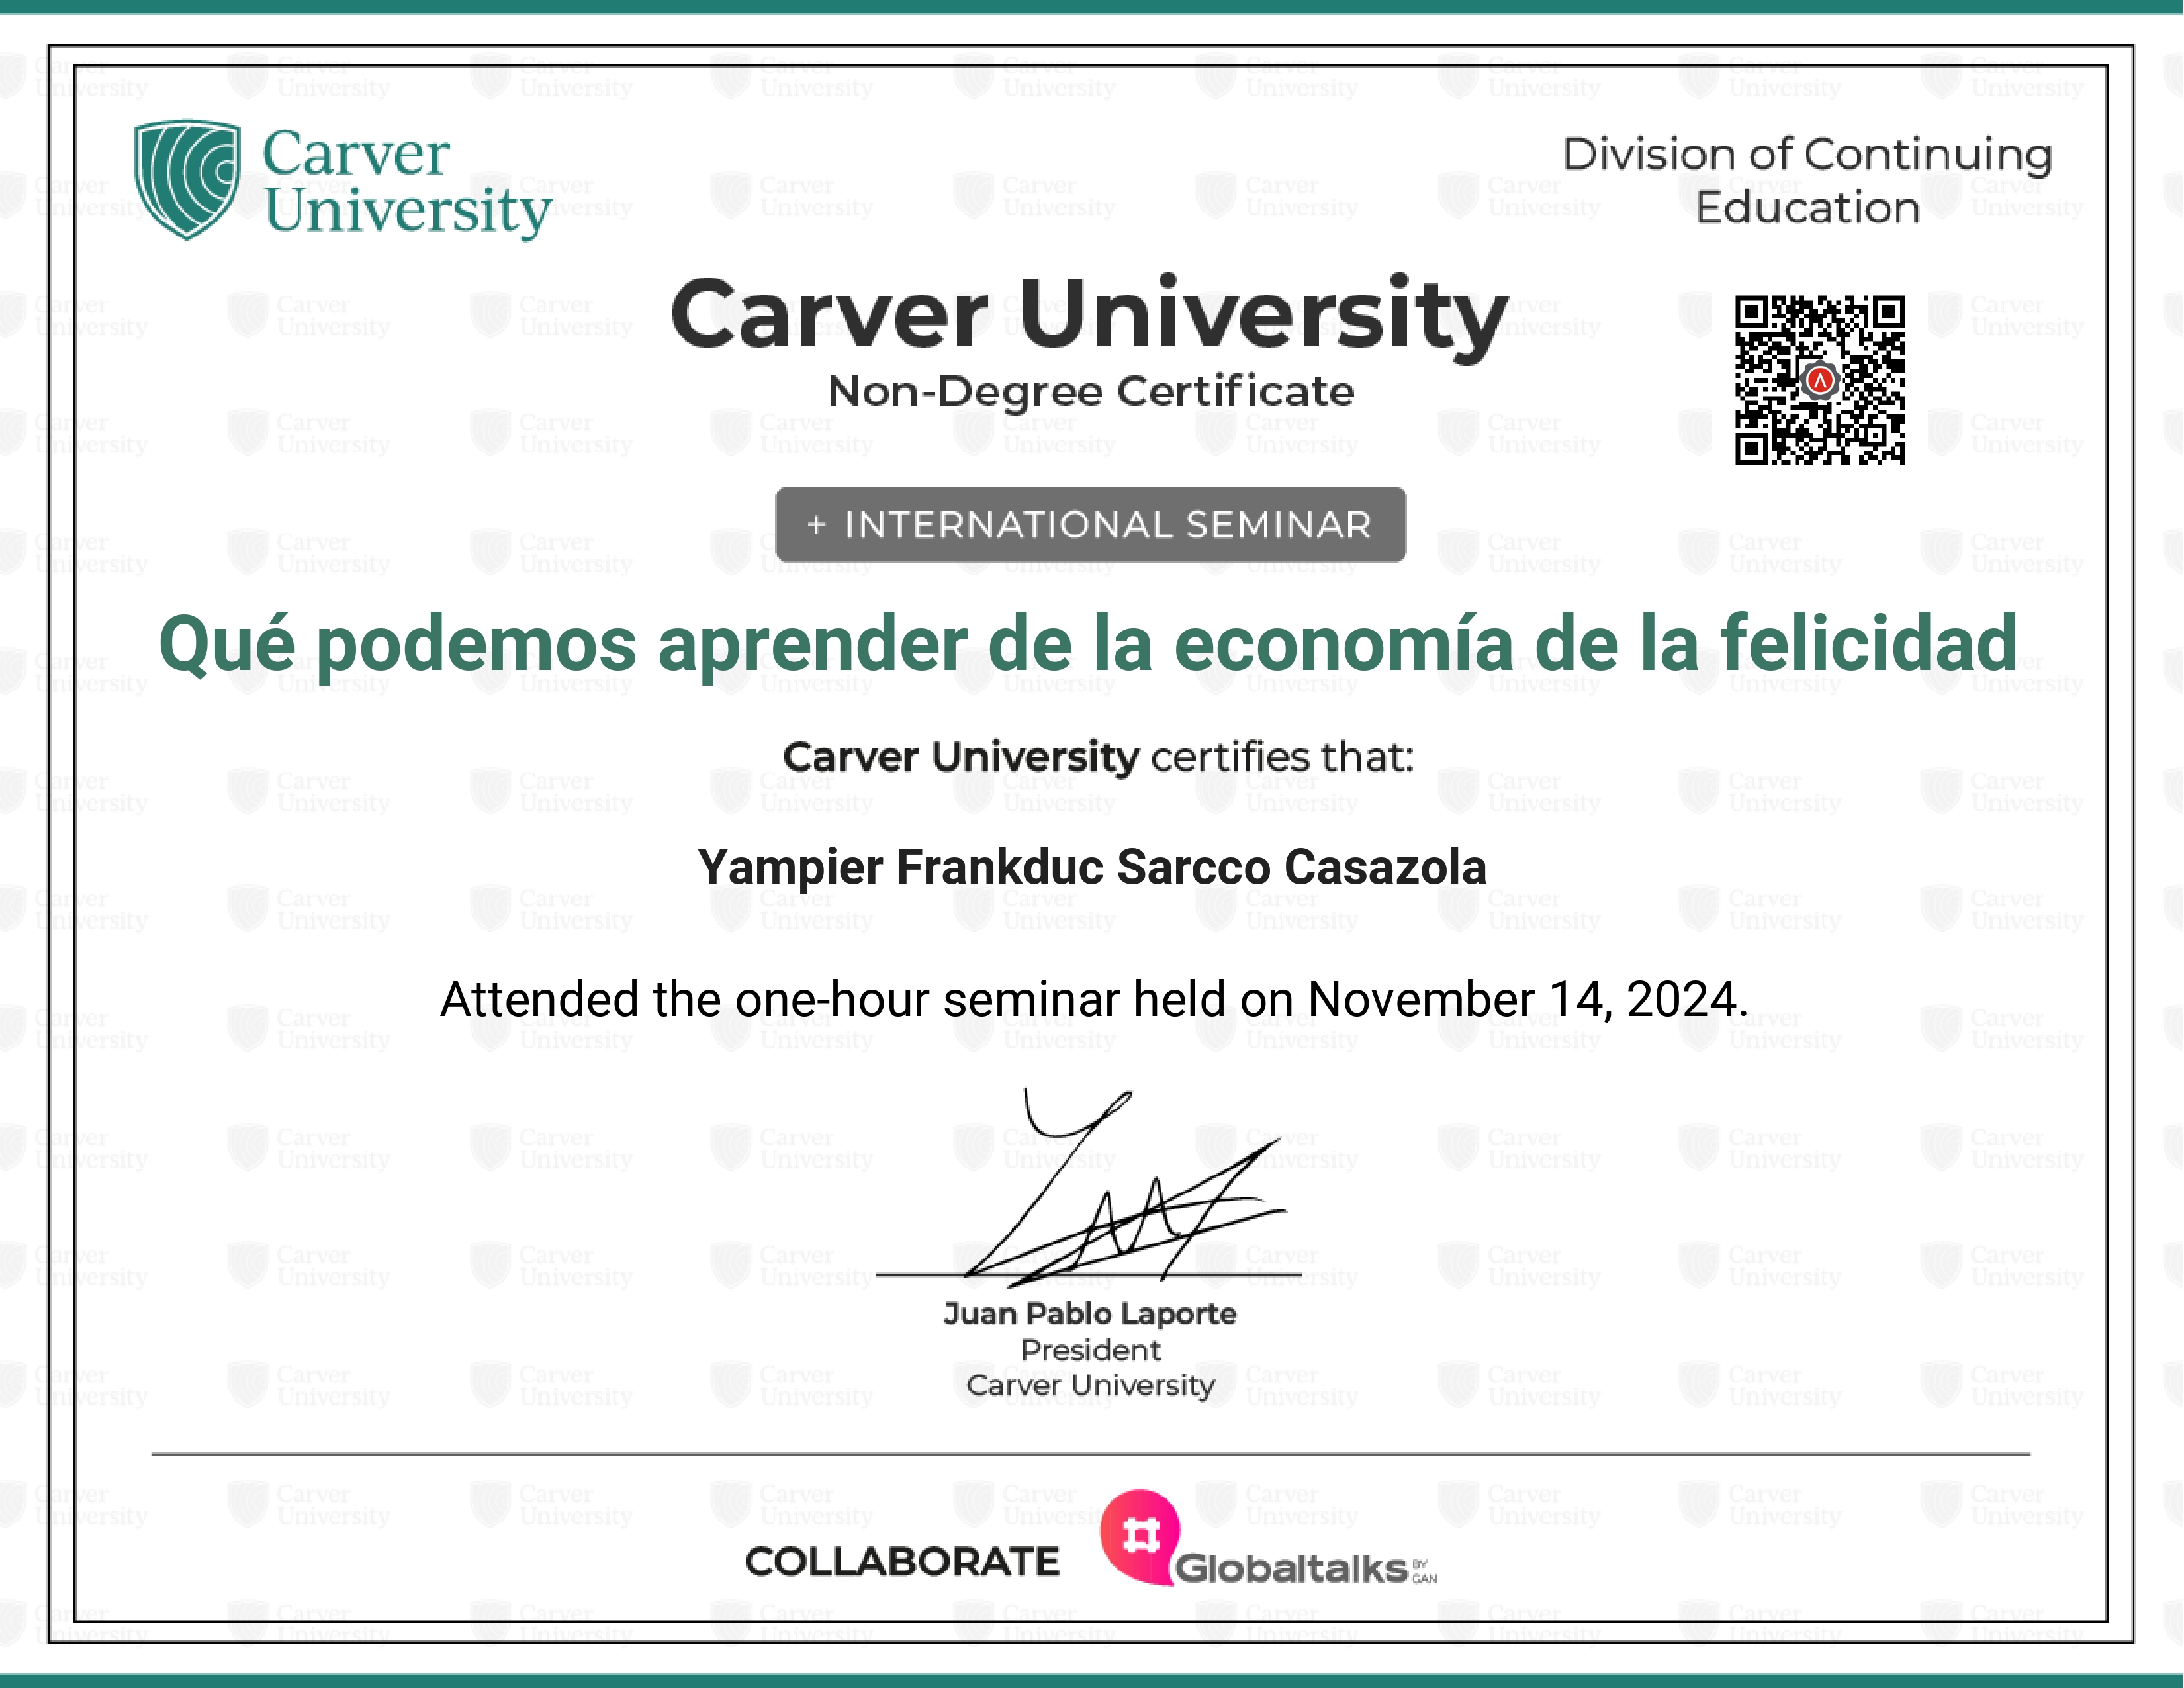 Carver
University
Division of Continuing
Education
Carver University
Non-Degree Certificate
+ INTERNATIONAL SEMINAR
Qué podemos aprender de la economía de la felicidad
Carver University certifies that:
Yampier Frankduc Sarcco Casazola
Attended the one-hour seminar held on November 14, 2024.
Juan Pablo Laporte
President
Carver University
COLLABORATE
Globaltalks BY GAN